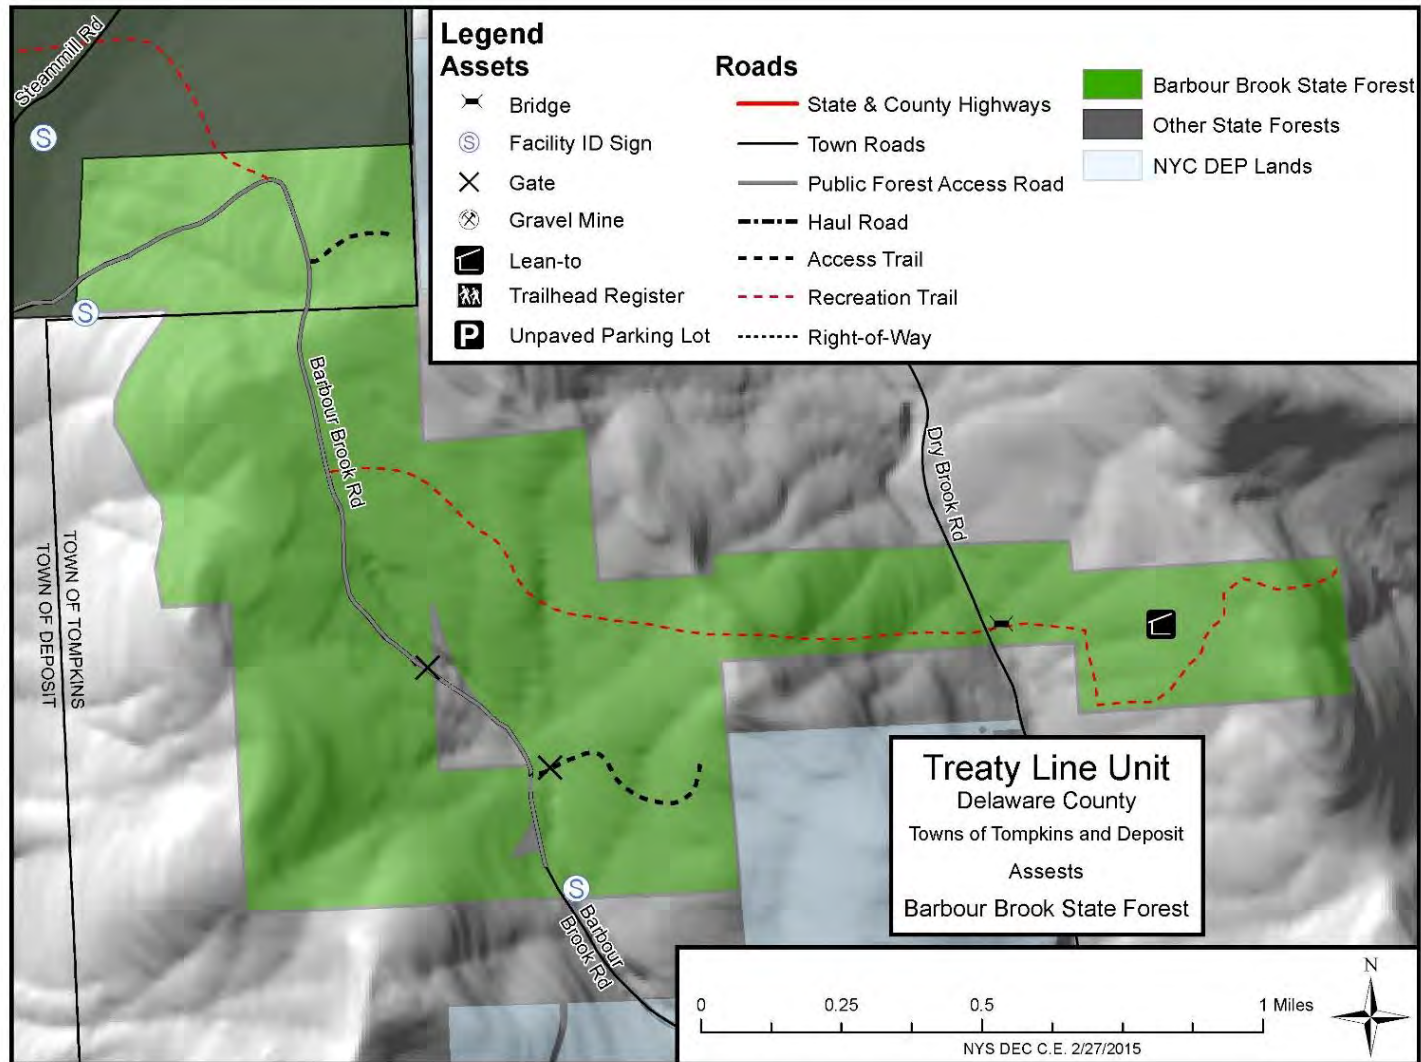 Legend
Assets
Bridge
Facility ID Sign
Gate
Gravel Mine
Lean-to
Trailhead Register
P
Unpaved Parking Lot
Roads
State & County Highways
Town Roads
Public Forest Access Road
Haul Road
Access Trail
Recreation Trail
Right-of-Way
Barbour Brook State Forest
Other State Forests
NYC DEP Lands
Steammill Rd
S
S
Barbour Brook Rd
Dry Brook Rd
TOWN OF TOMPKINS
TOWN OF DEPOSIT
S
Barbour
Brook Rd
Treaty Line Unit
Delaware County
Towns of Tompkins and Deposit
Assests
Barbour Brook State Forest
N
0 0.25 0.5 1 Miles
NYS DEC C.E. 2/27/2015